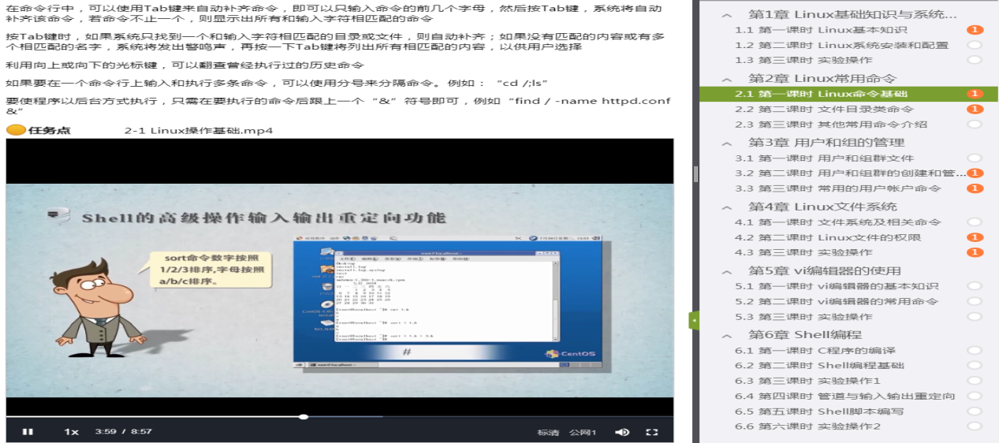 在命令行中，可以使用Tab键来自动补齐命令，即可以只输入命令的前几个字母，然后按Tab键，系统将自动
补齐该命令，若命令不止一个，则显示出所有和输入字符相匹配的命令
按Tab键时，如果系统只找到一个和输入字符相匹配的目录或文件，则自动补齐；如果没有匹配的内容或有多
个相匹配的名字，系统将发出警鸣声，再按一下Tab键将列出所有相匹配的内容，以供用户选择
利用向上或向下的光标键，可以翻查曾经执行过的历史命令
如果要在一个命令行上输入和执行多条命令，可以使用分号来分隔命令。例如：“cd /;ls”
要使程序以后台方式执行，只需在要执行的命令后跟上一个“&”符号即可，例如“find / -name httpd.conf
&”
任务点 2-1 Linux操作基础.mp4
Shell的高级操作输入输出重定向功能
sort命令数字按照
1/2/3排序,字母按照
a/b/c排序。
#
CentOS
1x 3:59 / 8:57 标清 公网1
第1章 Linux基础知识与系统...
1.1 第一课时 Linux基本知识 1
1.2 第二课时 Linux系统安装和配置
1.3 第三课时 实验操作
第2章 Linux常用命令
2.1 第一课时 Linux命令基础 1
2.2 第二课时 文件目录类命令 1
2.3 第三课时 其他常用命令介绍
第3章 用户和组的管理
3.1 第一课时 用户和组群文件
3.2 第二课时 用户和组群的创建和管... 1
3.3 第三课时 常用的用户帐户命令 1
第4章 Linux文件系统
4.1 第一课时 文件系统及相关命令
4.2 第二课时 Linux文件的权限 1
4.3 第三课时 实验操作 1
第5章 vi编辑器的使用
5.1 第一课时 vi编辑器的基本知识
5.2 第二课时 vi编辑器的常用命令
5.3 第三课时 实验操作
第6章 Shell编程
6.1 第一课时 C程序的编译
6.2 第二课时 Shell编程基础
6.3 第三课时 实验操作1
6.4 第四课时 管道与输入输出重定向
6.5 第五课时 Shell脚本编写
6.6 第六课时 实验操作2